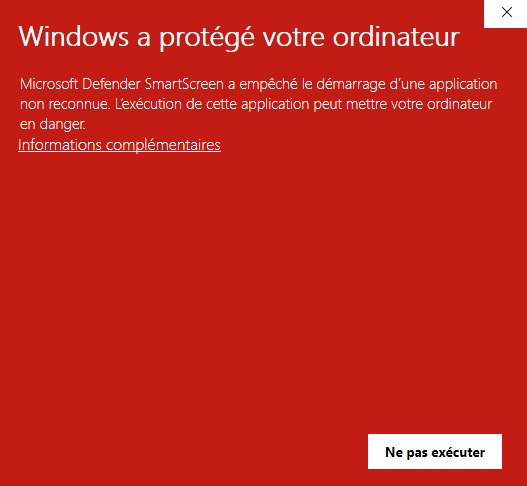 Windows a protégé votre ordinateur
Microsoft Defender SmartScreen a empêché le démarrage d’une application
non reconnue. L’exécution de cette application peut mettre votre ordinateur
en danger.
Informations complémentaires
Ne pas exécuter